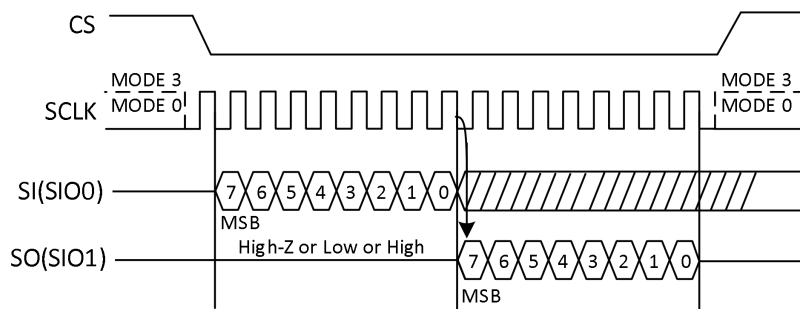 CS
MODE 3
MODE 3
SCLK
MODE 0
MODE 0
SI(SIO0)
7 6 5 4 3 2 1 0
MSB
High-Z or Low or High
SO(SIO1)
7 6 5 4 3 2 1 0
MSB